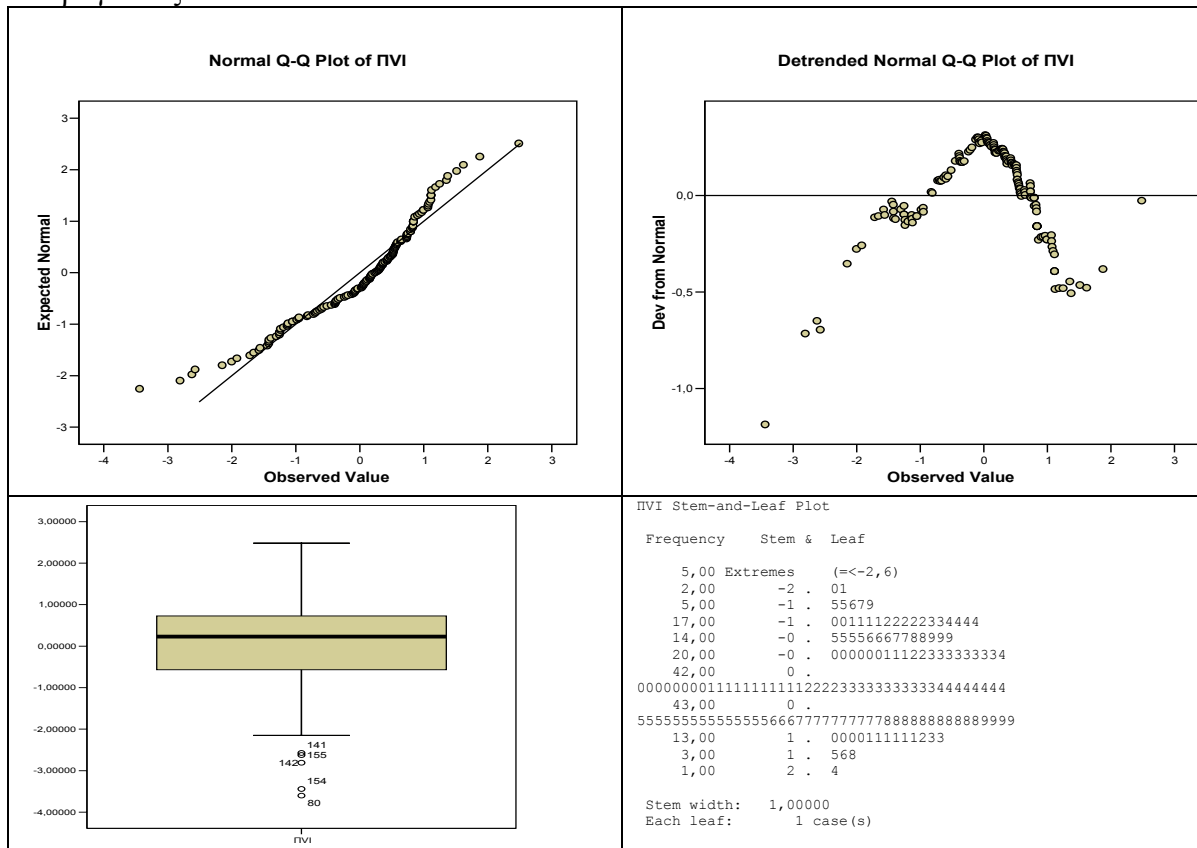 Normal Q-Q Plot of ΠVI
Expected Normal
3
2
1
0
-1
-2
-3
-4
-3
-2
-1
0
1
2
3
Observed Value
Detrended Normal Q-Q Plot of ΠVI
Dev from Normal
0,0
-0,5
-1,0
-4
-3
-2
-1
0
1
2
3
Observed Value
3,00000
2,00000
1,00000
0,00000
-1,00000
-2,00000
-3,00000
-4,00000
141
155
142
154
80
ΠVI
ΠVI Stem-and-Leaf Plot
Frequency Stem & Leaf
5,00 Extremes (=<-2,6)
2,00 -2 . 01
5,00 -1 . 55679
17,00 -1 . 00111122222334444
14,00 -0 . 55556667788999
20,00 -0 . 00000011122333333334
42,00 0 .
000000001111111111112222333333333344444444
43,00 0 .
5555555555555555666777777777788888888889999
13,00 1 . 0000111111233
3,00 1 . 568
1,00 2 . 4
Stem width: 1,00000
Each leaf: 1 case(s)